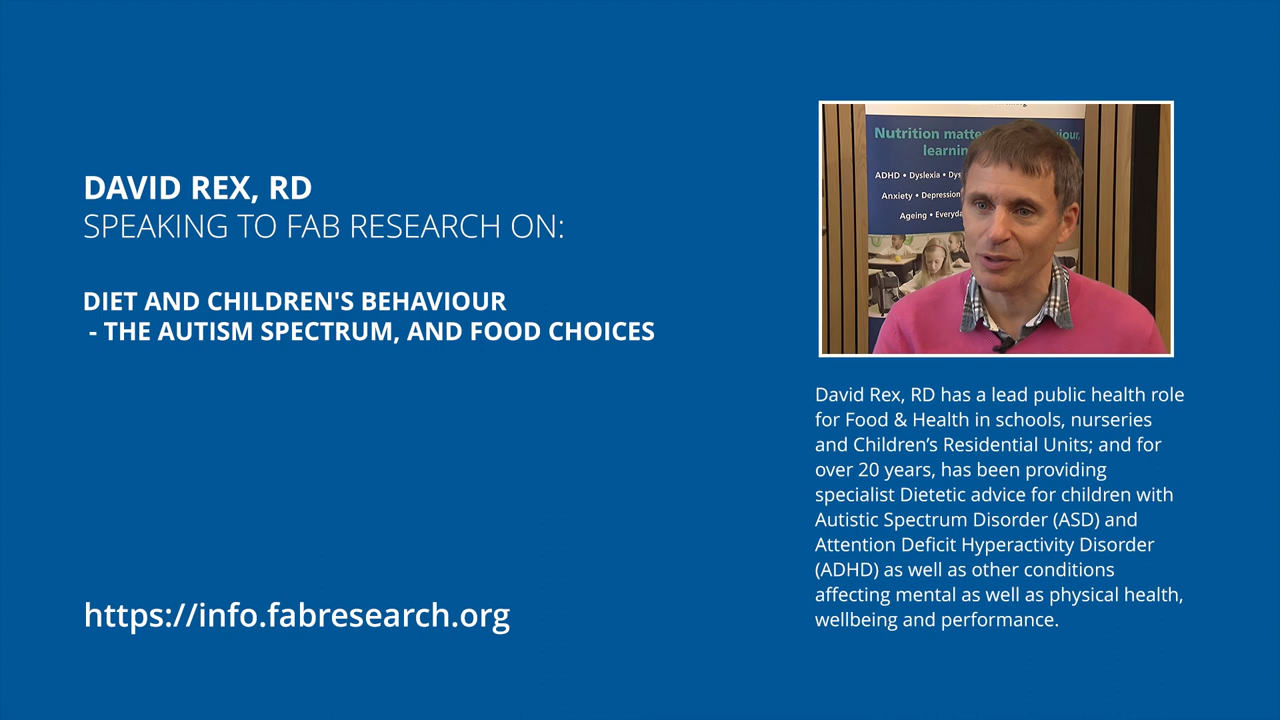 DAVID REX, RD
SPEAKING TO FAB RESEARCH ON:
DIET AND CHILDREN'S BEHAVIOUR
- THE AUTISM SPECTRUM, AND FOOD CHOICES
https://info.fabresearch.org
Nutrition
learning
ADHD • Dyslexia •
Anxiety • Depression
Ageing •
David Rex, RD has a lead public health role
for Food & Health in schools, nurseries
and Children’s Residential Units; and for
over 20 years, has been providing
specialist Dietetic advice for children with
Autistic Spectrum Disorder (ASD) and
Attention Deficit Hyperactivity Disorder
(ADHD) as well as other conditions
affecting mental as well as physical health,
wellbeing and performance.